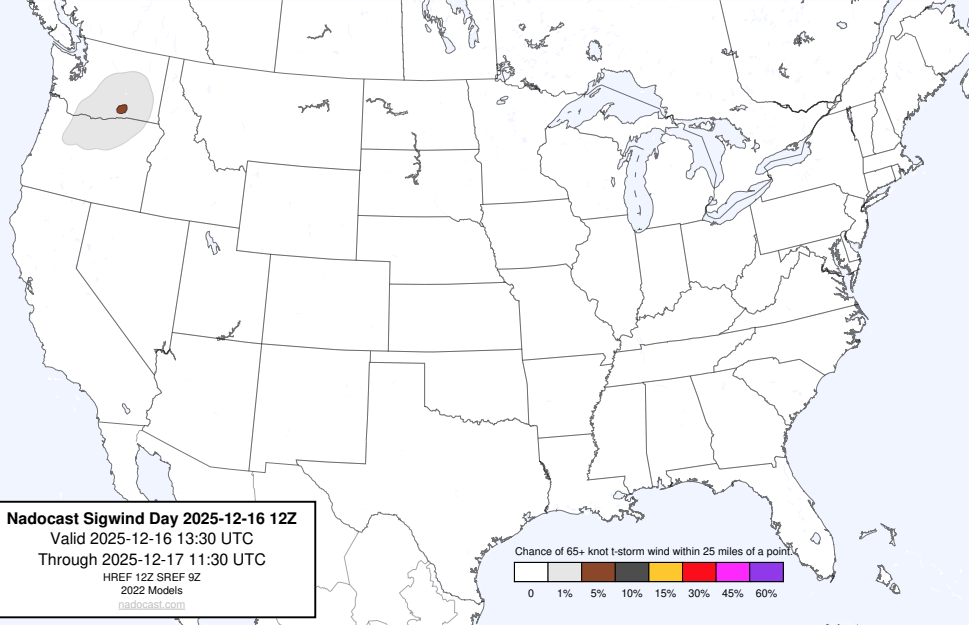 Nadocast Sigwind Day 2025-12-16 12Z
Valid 2025-12-16 13:30 UTC
Through 2025-12-17 11:30 UTC
HREF 12Z SREF 9Z
2022 Models
nadocast.com
Chance of 65+ knot t-storm wind within 25 miles of a point.
0 1% 5% 10% 15% 30% 45% 60%